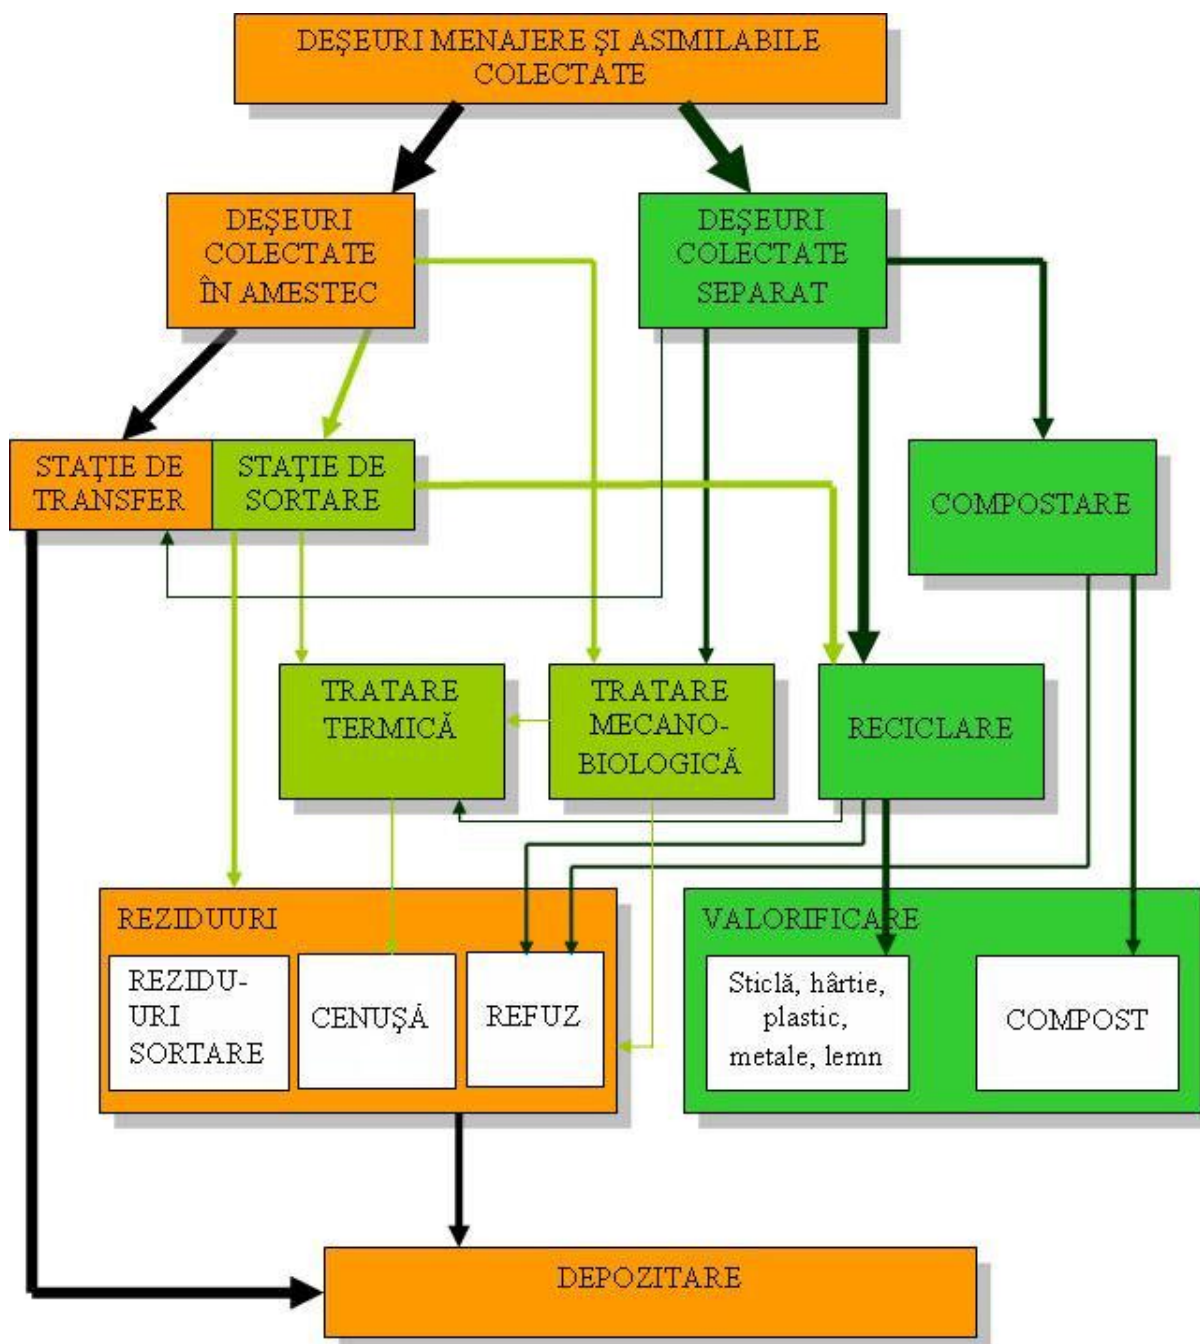 DEŞEURI MENAJERE ŞI ASIMILABILE
COLECTATE
DEŞEURI
COLECTATE
ÎN AMESTEC
DEŞEURI
COLECTATE
SEPARAT
STAŢIE DE
TRANSFER
STAŢIE DE
SORTARE
COMPOSTARE
TRATARE
TERMICĂ
TRATARE
MECANO-
BIOLOGICĂ
RECICLARE
REZIDUURI
REZIDU-
URI
SORTARE
CENUŞĂ
REFUZ
VALORIFICARE
Sticlă, hârtie,
plastic,
metale, lemn
COMPOST
DEPOZITARE